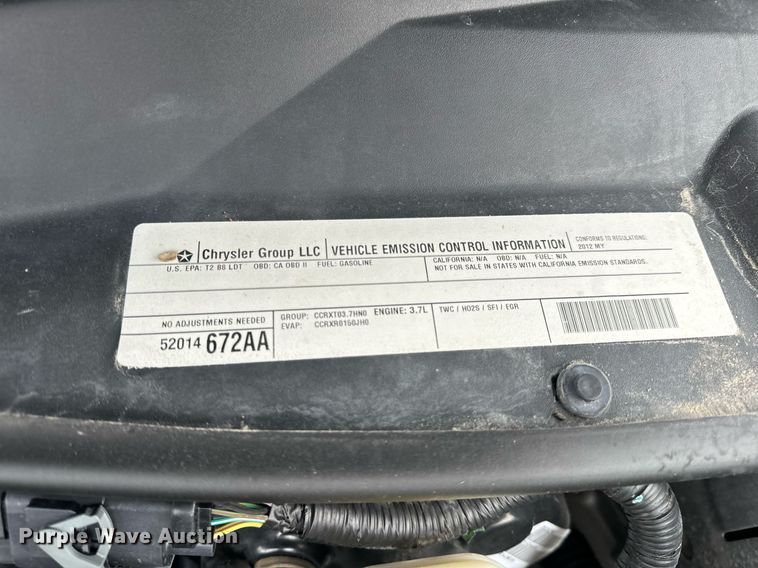 Chrysler Group LLC
VEHICLE EMISSION CONTROL INFORMATION
CONFORMS TO REGULATIONS:
2012 MY
U.S. EPA: T2 B8 LDT OBD: CA OBD II FUEL: GASOLINE
CALIFORNIA: N/A OBD: N/A FUEL: N/A
NOT FOR SALE IN STATES WITH CALIFORNIA EMISSION STANDARDS.
NO ADJUSTMENTS NEEDED
52014 672AA
GROUP: CCRXT03.7HN0 ENGINE: 3.7L
EVAP: CCRXR0150JH0
TWC / HO2S / SFI / EGR
Purple Wave Auction